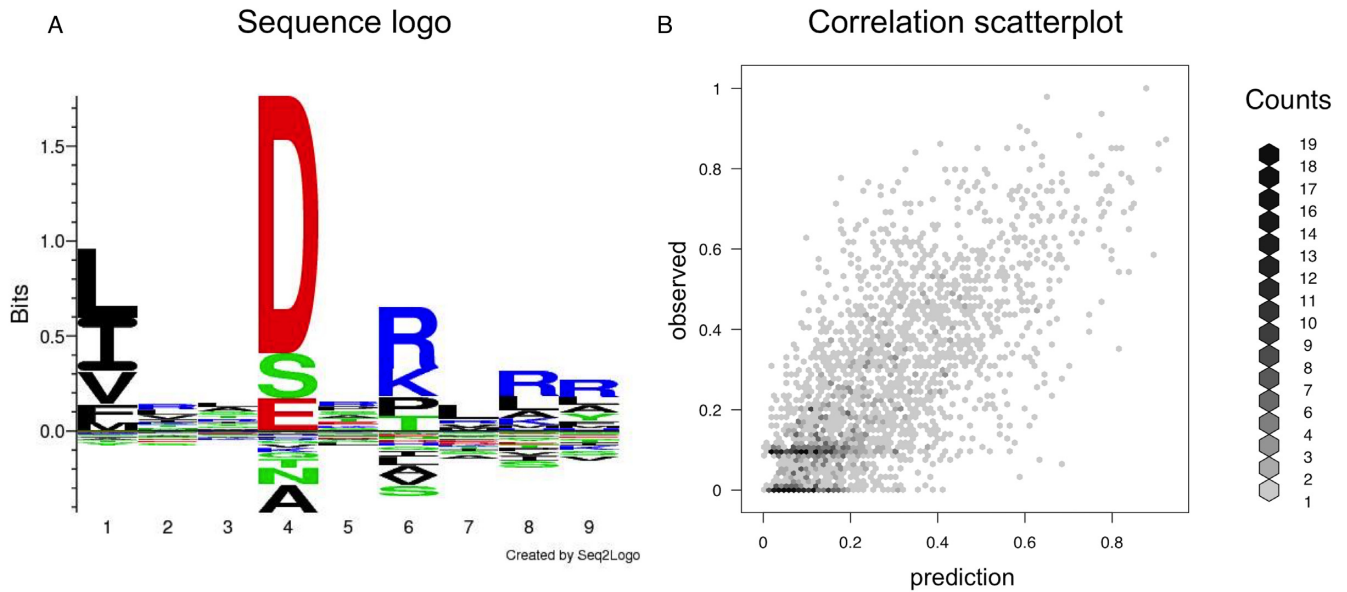 A
Sequence logo
Bits
1.5
1.0
0.5
0.0
L
I
V
F
M
D
S
E
N
A
R
K
P
T
S
R
R
1 2 3 4 5 6 7 8 9
Created by Seq2Logo
B
Correlation scatterplot
observed
1
0.8
0.6
0.4
0.2
0
0 0.2 0.4 0.6 0.8
prediction
Counts
19
18
17
16
14
13
12
11
10
9
8
7
6
4
3
2
1